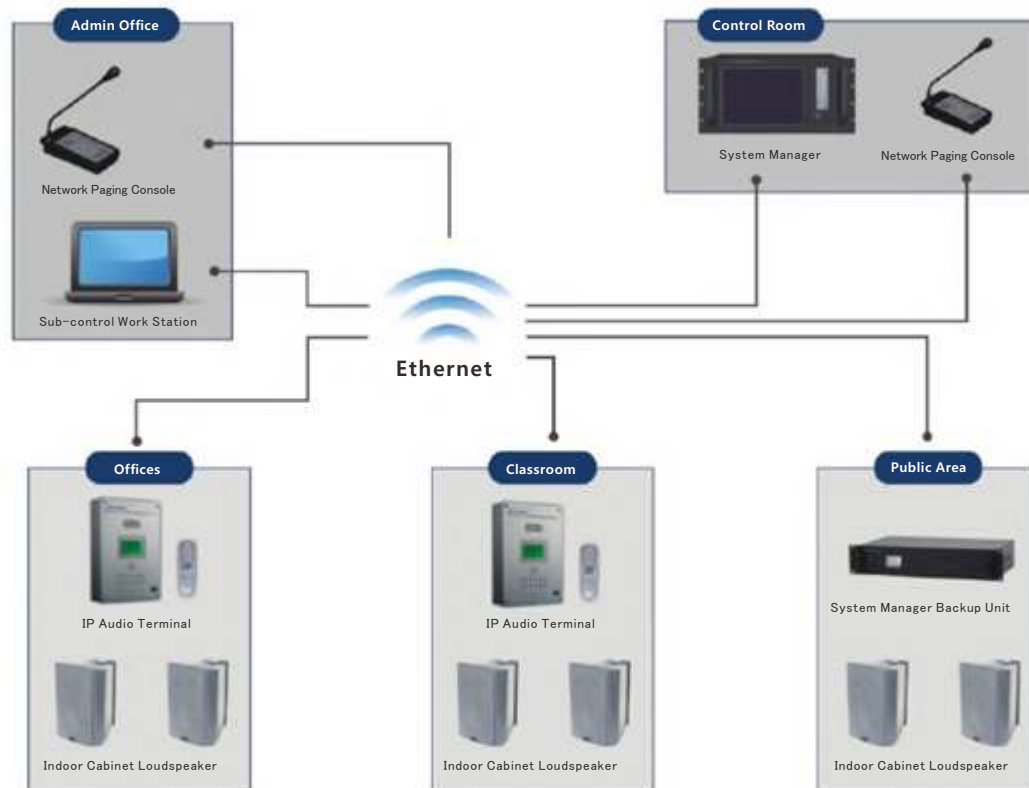 Admin Office
Network Paging Console
Sub-control Work Station
Control Room
System Manager
Network Paging Console
Ethernet
Offices
IP Audio Terminal
Indoor Cabinet Loudspeaker
Classroom
IP Audio Terminal
Indoor Cabinet Loudspeaker
Public Area
System Manager Backup Unit
Indoor Cabinet Loudspeaker